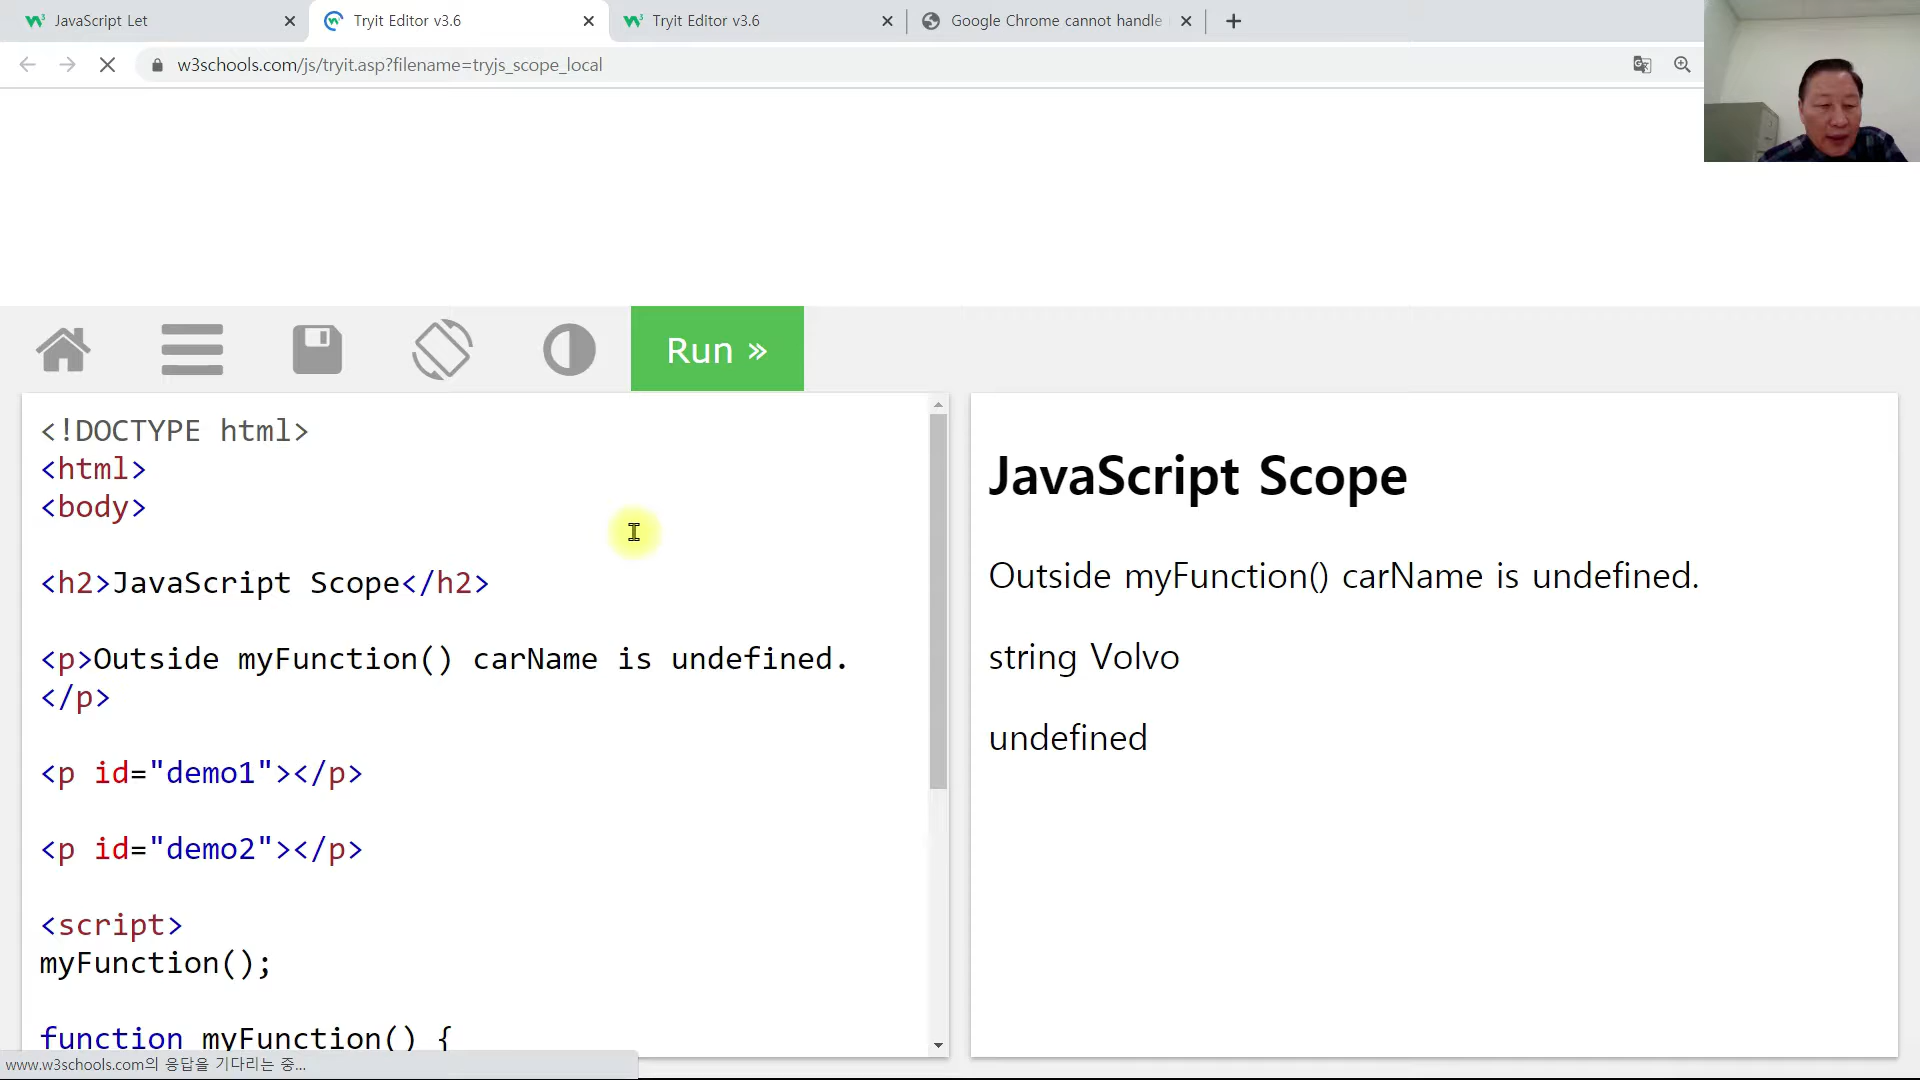 JavaScript Let
Tryit Editor v3.6
Tryit Editor v3.6
Google Chrome cannot handle
w3schools.com/js/tryit.asp?filename=tryjs_scope_local
Run »
<!DOCTYPE html>
<html>
<body>
<h2>JavaScript Scope</h2>
<p>Outside myFunction() carName is undefined.
</p>
<p id="demo1"></p>
<p id="demo2"></p>
<script>
myFunction();
function myFunction() {
JavaScript Scope
Outside myFunction() carName is undefined.
string Volvo
undefined
www.w3schools.com의 응답을 기다리는 중...